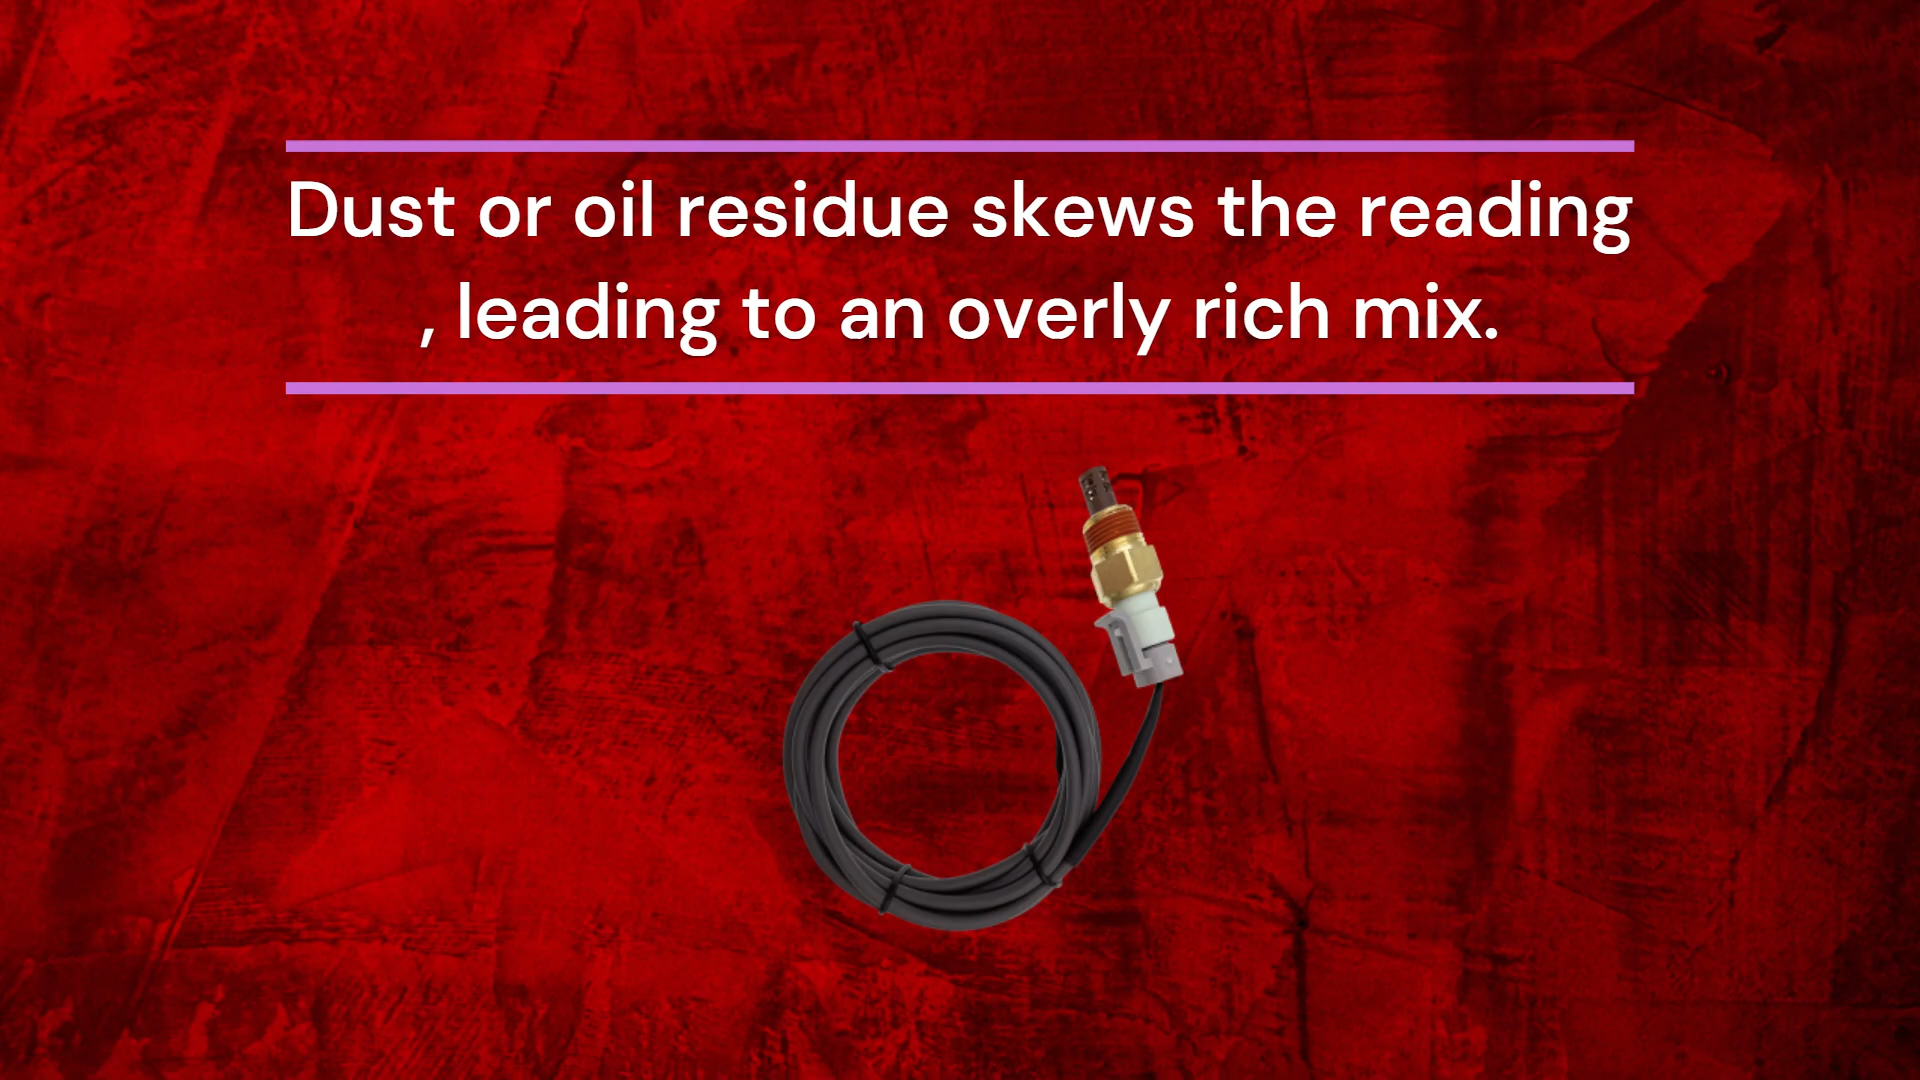 Dust or oil residue skews the reading
, leading to an overly rich mix.